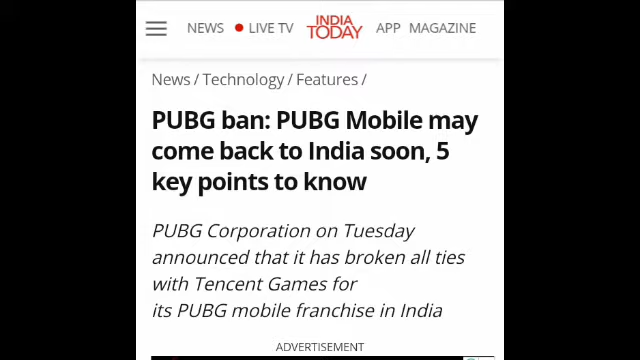 NEWS LIVE TV INDIA TODAY APP MAGAZINE
News / Technology / Features /
PUBG ban: PUBG Mobile may
come back to India soon, 5
key points to know
PUBG Corporation on Tuesday
announced that it has broken all ties
with Tencent Games for
its PUBG mobile franchise in India
ADVERTISEMENT